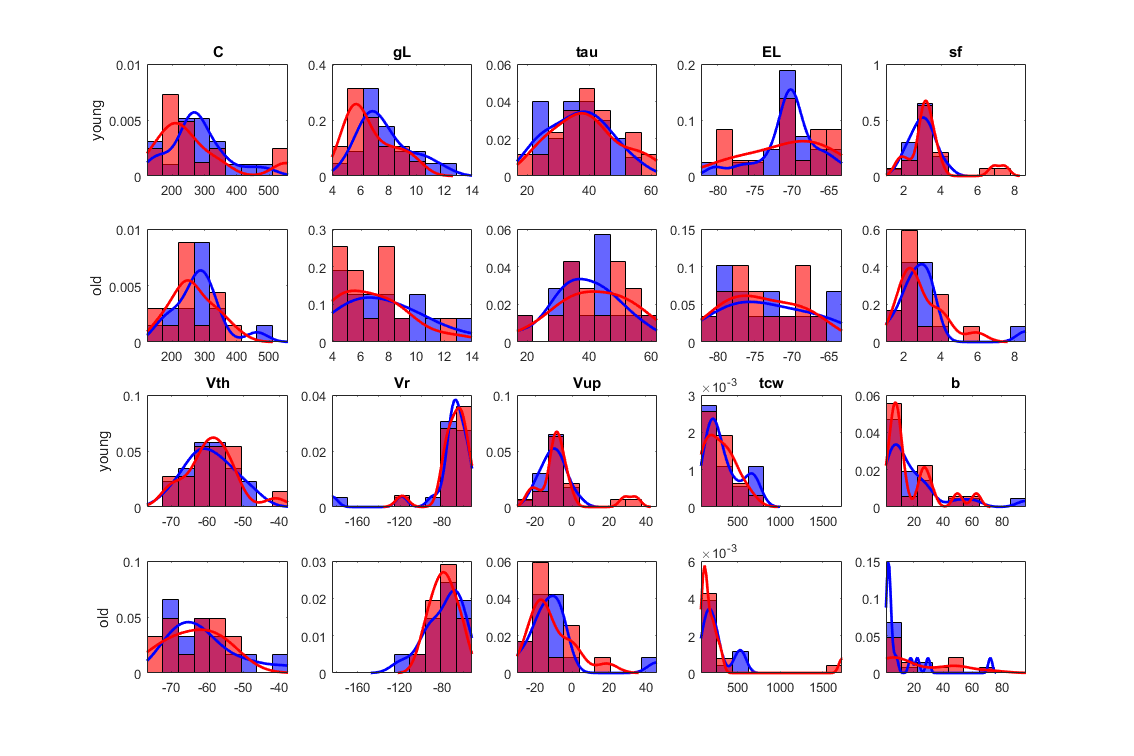 C gL tau EL sf
young
0.01 0.4 0.06 0.2 1
0.005 0.2 0.04 0.1 0.5
0.02
0 0 0 0 0
200 300 400 500 4 6 8 10 12 14 20 40 60 -80 -75 -70 -65 2 4 6 8
old
0.01 0.3 0.06 0.15 0.6
0.2 0.04 0.1 0.4
0.005
0.1 0.02 0.05 0.2
0 0 0 0 0
200 300 400 500 4 6 8 10 12 14 20 40 60 -80 -75 -70 -65 2 4 6 8
Vth Vr Vup tcw b
×10⁻³
young
0.1 0.04 0.1 3 0.06
2 0.04
0.05 0.02 0.05
1 0.02
0 0 0 0 0
-70 -60 -50 -40 -160 -120 -80 -20 0 20 40 500 1000 1500 20 40 60 80
×10⁻³
old
0.1 0.03 0.06 6 0.15
0.02 0.04 4 0.1
0.05
0.01 0.02 2 0.05
0 0 0 0 0
-70 -60 -50 -40 -160 -120 -80 -20 0 20 40 500 1000 1500 20 40 60 80